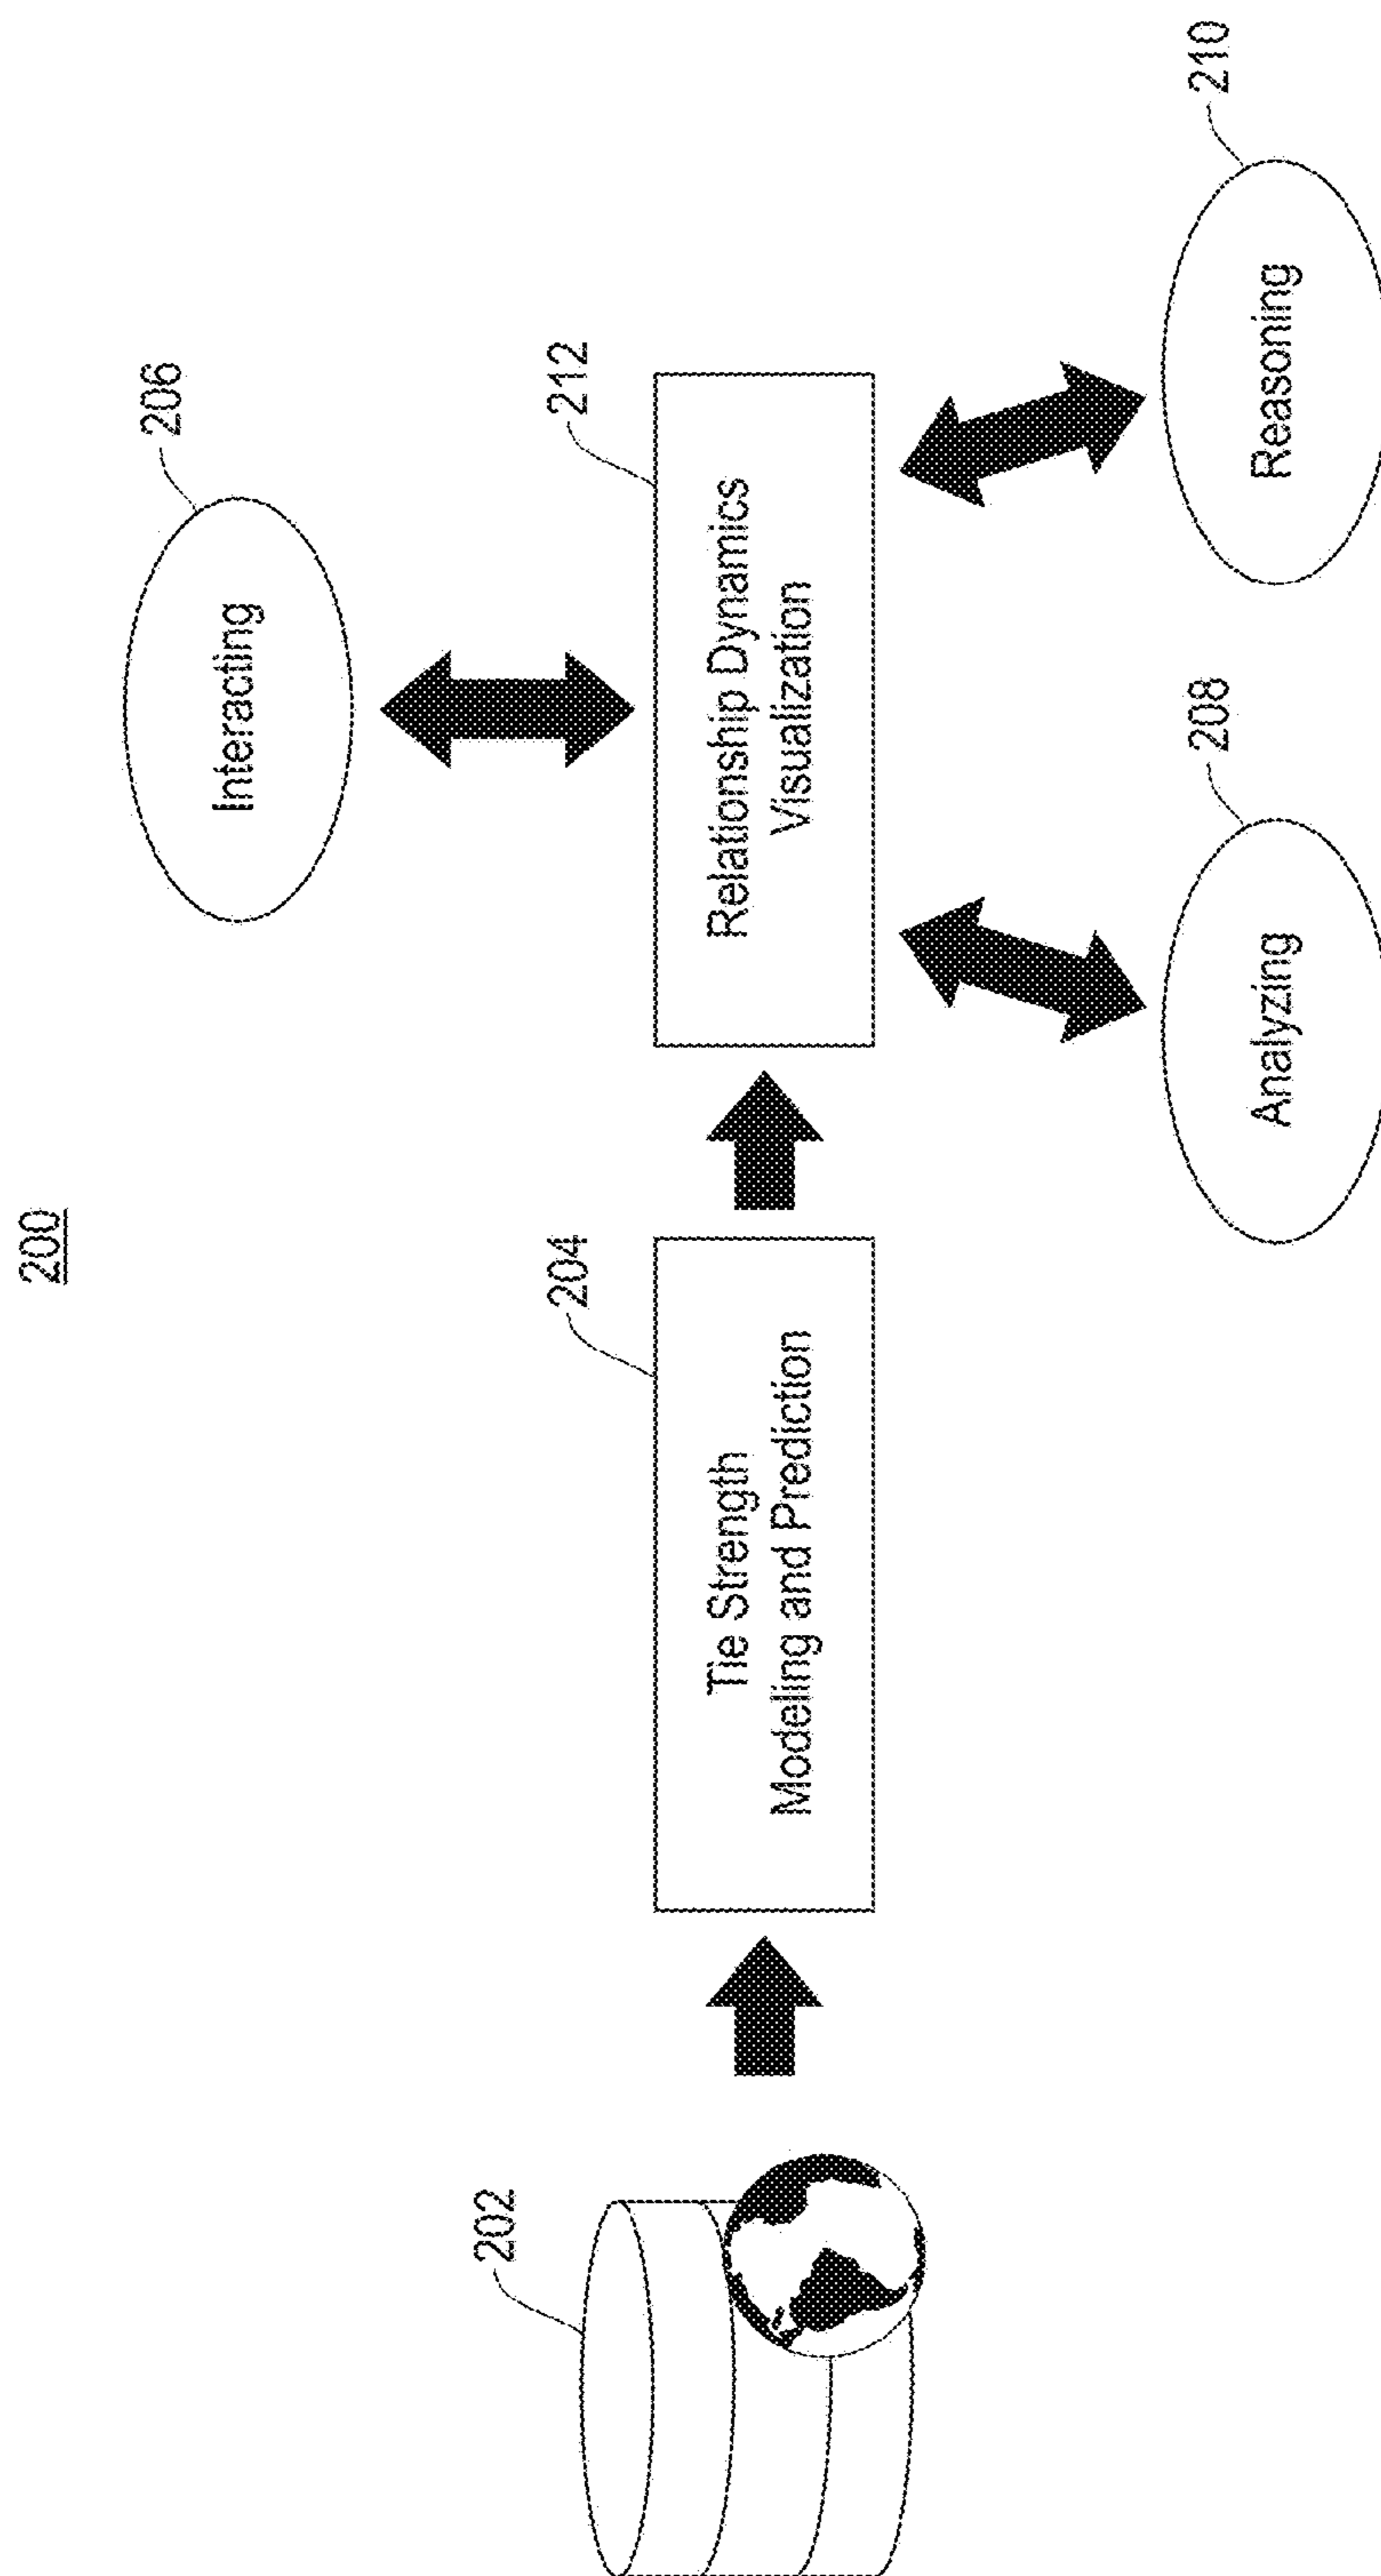 200
202
204
Tie Strength
Modeling and Prediction
206
Interacting
212
Relationship Dynamics
Visualization
208
Analyzing
210
Reasoning